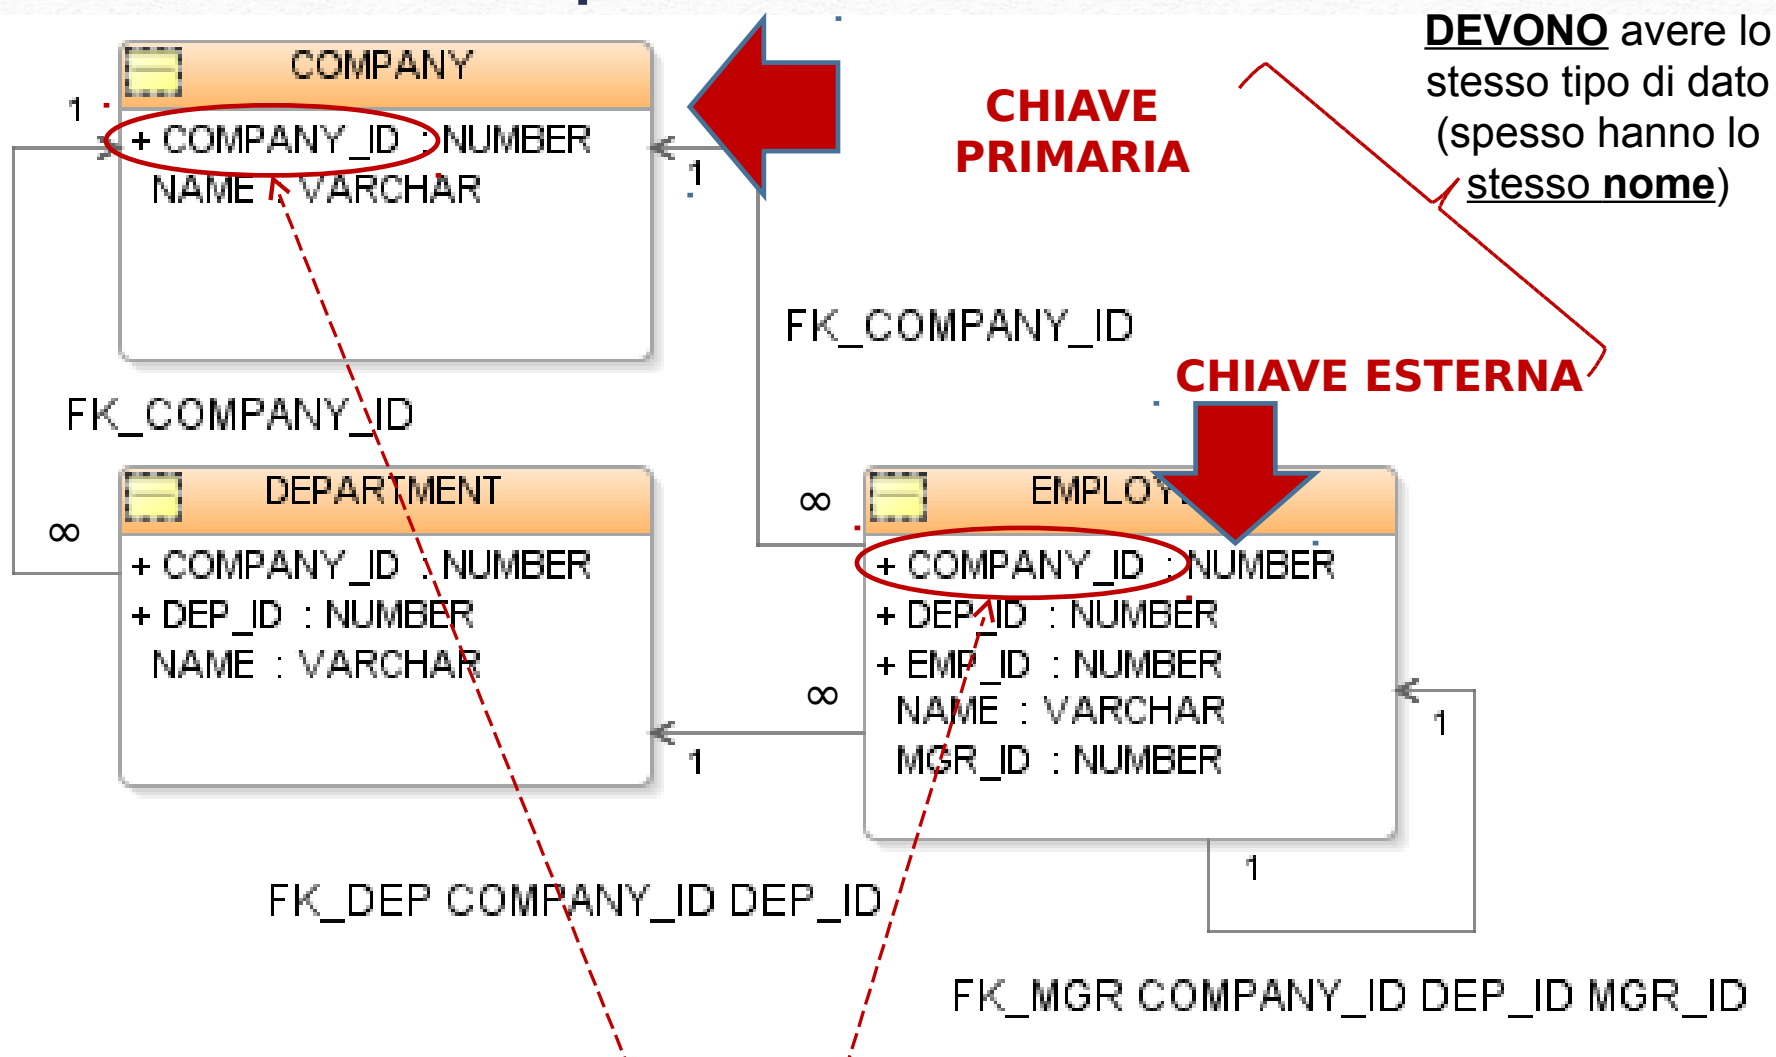 DEVONO avere lo
stesso tipo di dato
(spesso hanno lo
stesso nome)
COMPANY
1
+ COMPANY_ID : NUMBER
NAME : VARCHAR
1
CHIAVE
PRIMARIA
FK_COMPANY_ID
CHIAVE ESTERNA
FK_COMPANY_ID
DEPARTMENT
∞
+ COMPANY_ID : NUMBER
+ DEP_ID : NUMBER
NAME : VARCHAR
1
∞
∞
EMPLOY
+ COMPANY_ID : NUMBER
+ DEP_ID : NUMBER
+ EMP_ID : NUMBER
NAME : VARCHAR
MGR_ID : NUMBER
1
1
FK_DEP COMPANY_ID DEP_ID
FK_MGR COMPANY_ID DEP_ID MGR_ID